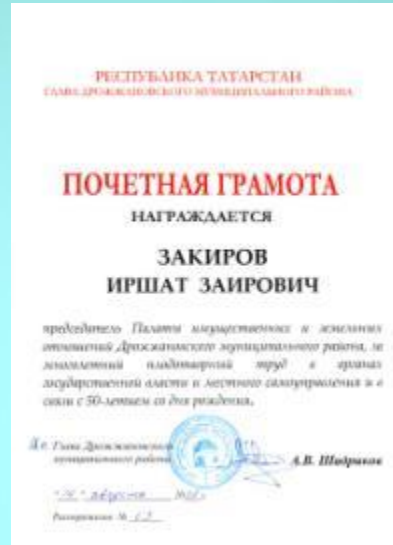 РЕСПУБЛИКА ТАТАРСТАН
ГЛАВА ДРОЖЖАНОВСКОГО МУНИЦИПАЛЬНОГО РАЙОНА
ПОЧЕТНАЯ ГРАМОТА
НАГРАЖДАЕТСЯ
ЗАКИРОВ
ИРШАТ ЗАИРОВИЧ
председатель Палаты имущественных и земельных
отношений Дрожжановского муниципального района, за
многолетний плодотворный труд в органах
государственной власти и местного самоуправления и в
связи с 50-летием со дня рождения.
Глава Дрожжановского
муниципального района
А.В. Шадриков
августа
Распоряжение №